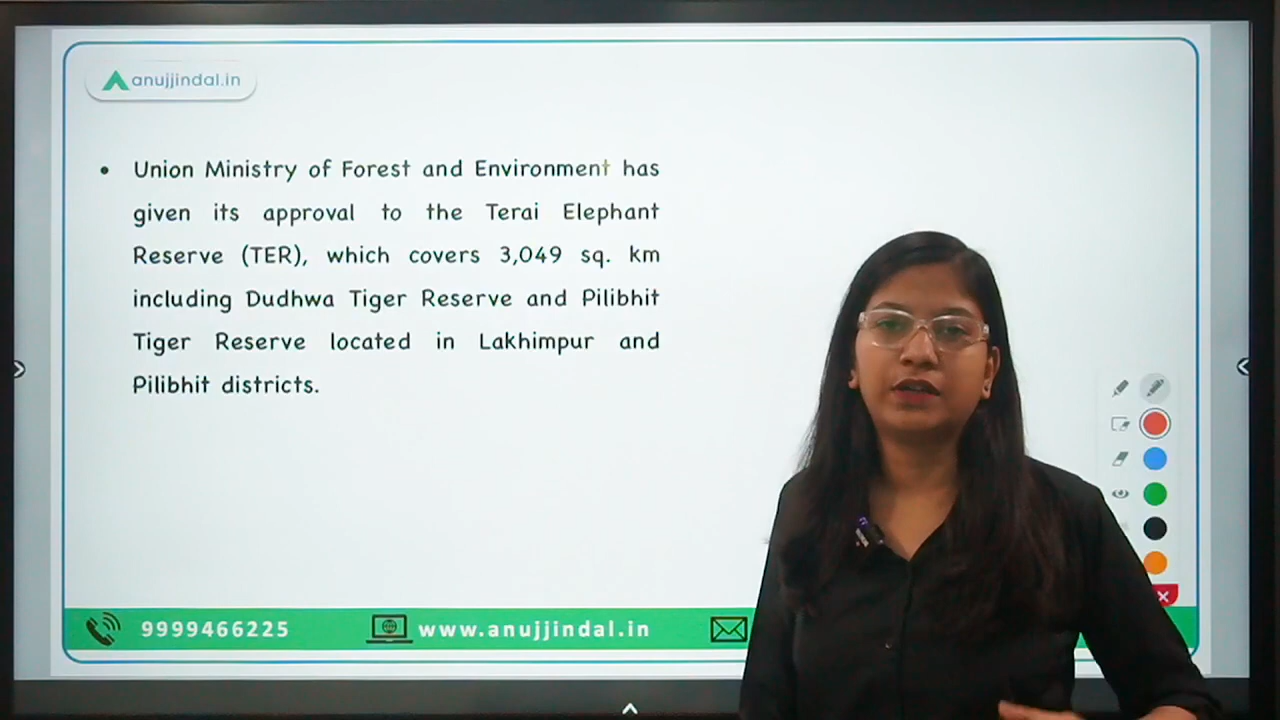 anujjindal.in
• Union Ministry of Forest and Environment has
given its approval to the Terai Elephant
Reserve (TER), which covers 3,049 sq. km
including Dudhwa Tiger Reserve and Pilibhit
Tiger Reserve located in Lakhimpur and
Pilibhit districts.
9999466225 www.anujjindal.in